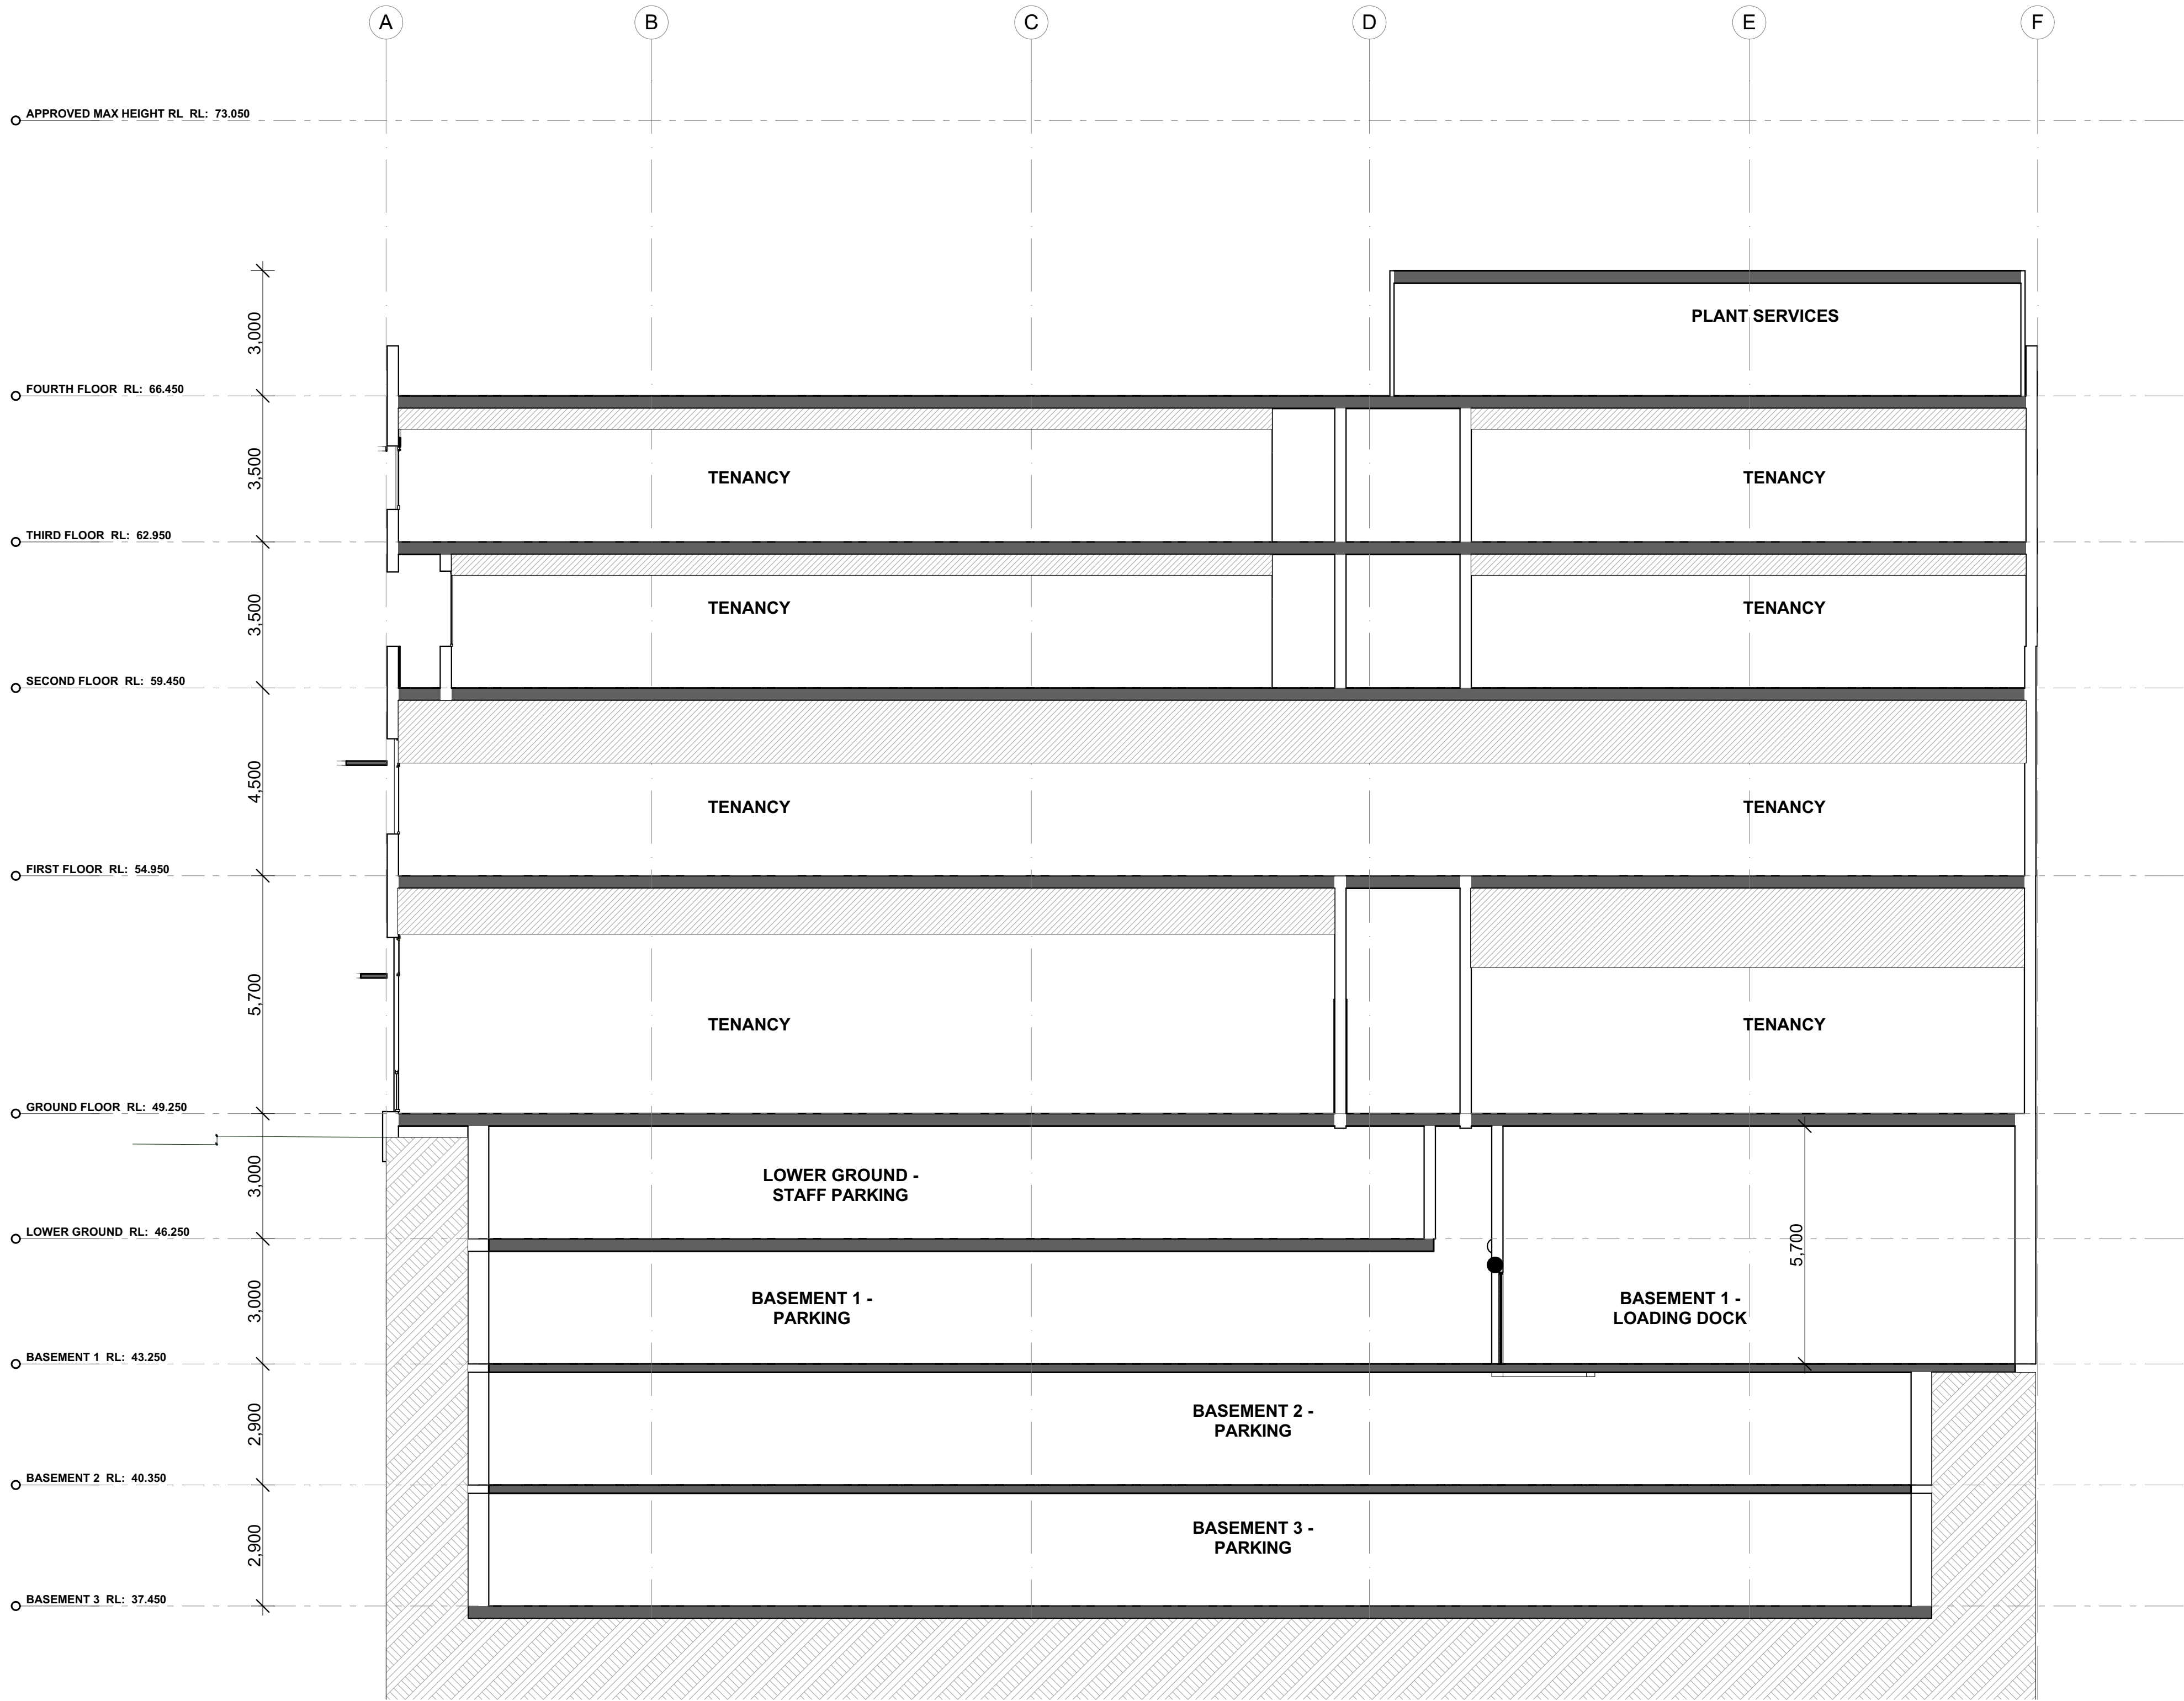 A
B
C
D
E
F
APPROVED MAX HEIGHT RL RL: 73.050
3,000
PLANT SERVICES
FOURTH FLOOR RL: 66.450
3,500
TENANCY
TENANCY
THIRD FLOOR RL: 62.950
3,500
TENANCY
TENANCY
SECOND FLOOR RL: 59.450
4,500
TENANCY
TENANCY
FIRST FLOOR RL: 54.950
5,700
TENANCY
TENANCY
GROUND FLOOR RL: 49.250
3,000
LOWER GROUND -
STAFF PARKING
LOWER GROUND RL: 46.250
5,700
3,000
BASEMENT 1 -
PARKING
BASEMENT 1 -
LOADING DOCK
BASEMENT 1 RL: 43.250
2,900
BASEMENT 2 -
PARKING
BASEMENT 2 RL: 40.350
2,900
BASEMENT 3 -
PARKING
BASEMENT 3 RL: 37.450